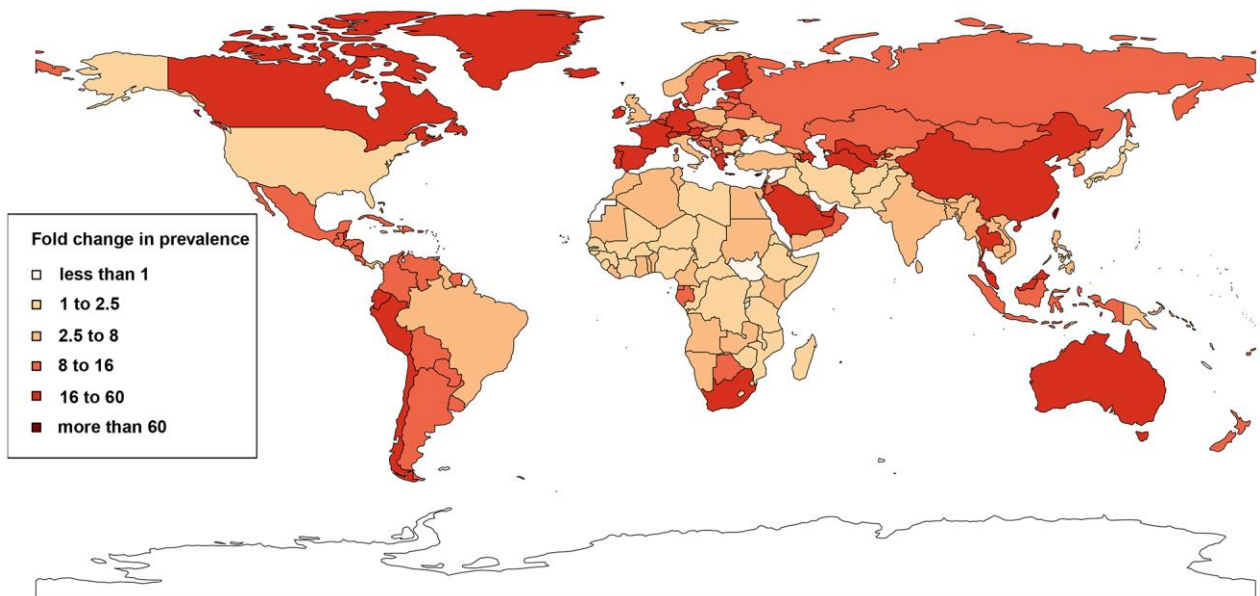 Fold change in prevalence
less than 1
1 to 2.5
2.5 to 8
8 to 16
16 to 60
more than 60